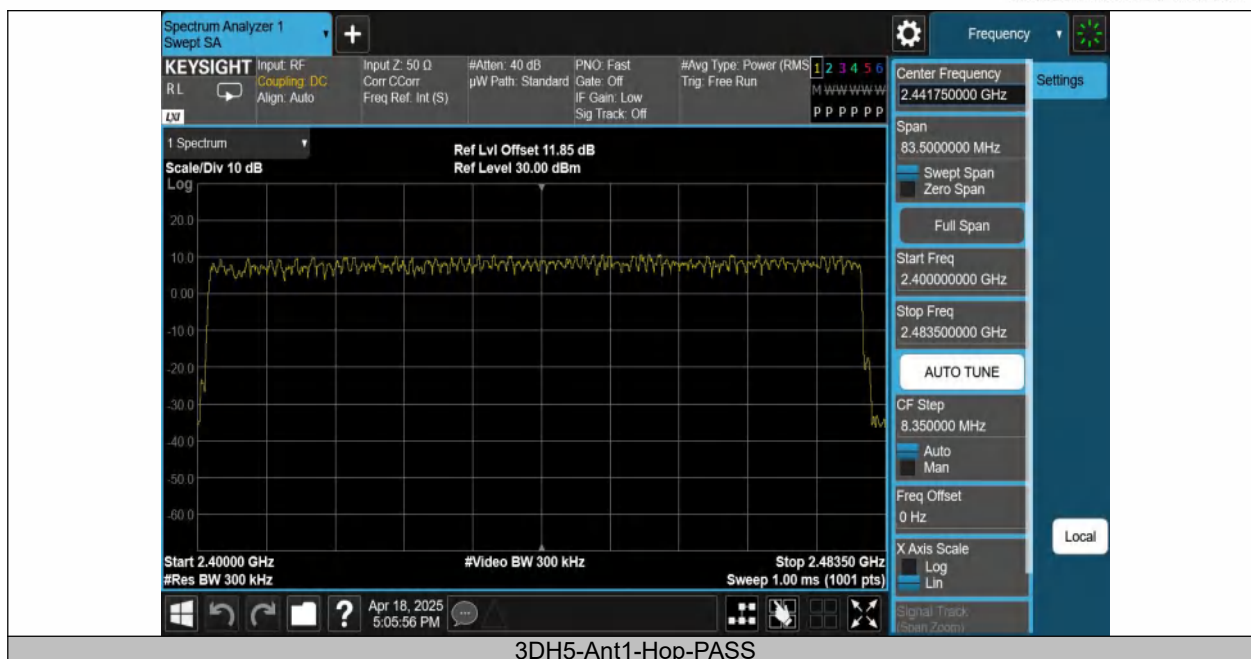 Spectrum Analyzer 1
Swept SA
Frequency
KEYSIGHT
RL
LXI
Input: RF
Coupling: DC
Align: Auto
Input Z: 50 Ω
Corr CCorr
Freq Ref: Int (S)
#Atten: 40 dB
µW Path: Standard
PNO: Fast
Gate: Off
IF Gain: Low
Sig Track: Off
#Avg Type: Power (RMS
Trig: Free Run
1 2 3 4 5 6
M W W W W W
P P P P P P
1 Spectrum
Scale/Div 10 dB
Log
Ref Lvl Offset 11.85 dB
Ref Level 30.00 dBm
20.0
10.0
0.00
-10.0
-20.0
-30.0
-40.0
-50.0
-60.0
Start 2.40000 GHz
#Video BW 300 kHz
Stop 2.48350 GHz
#Res BW 300 kHz
Sweep 1.00 ms (1001 pts)
Center Frequency
2.441750000 GHz
Settings
Span
83.5000000 MHz
Swept Span
Zero Span
Full Span
Start Freq
2.400000000 GHz
Stop Freq
2.483500000 GHz
AUTO TUNE
CF Step
8.350000 MHz
Auto
Man
Freq Offset
0 Hz
X Axis Scale
Log
Lin
Local
Signal Track
(Span Zoom)
?
Apr 18, 2025
5:05:56 PM
3DH5-Ant1-Hop-PASS